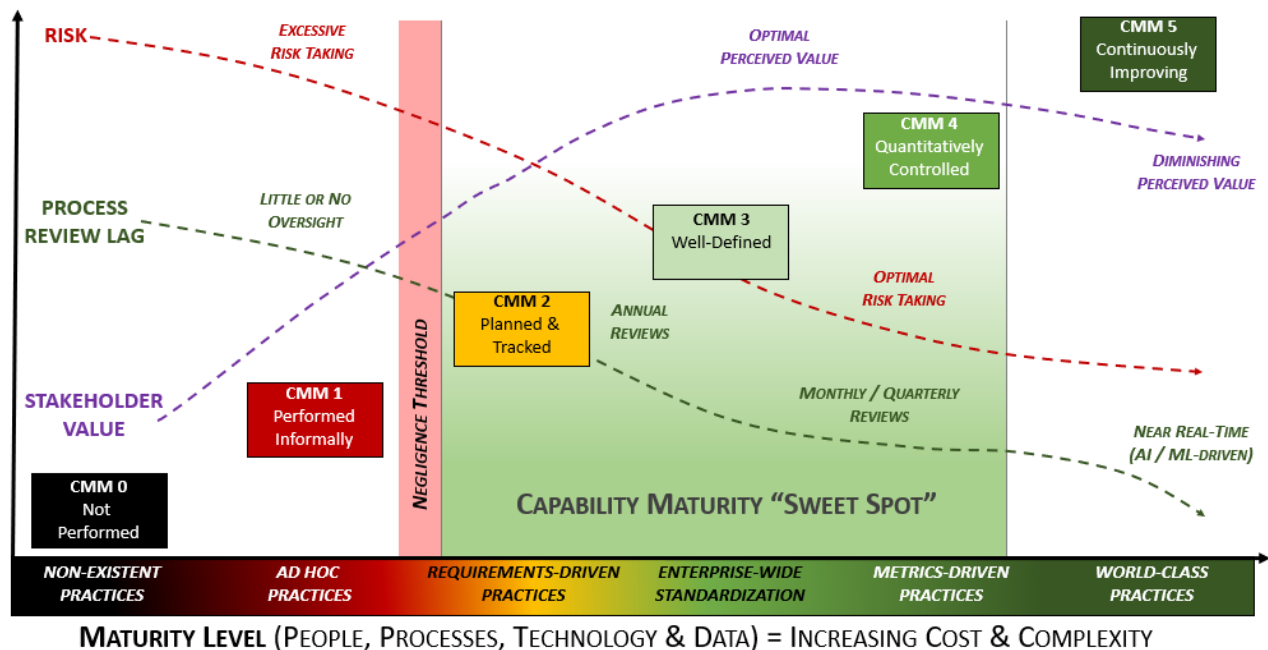 RISK
EXCESSIVE
RISK TAKING
OPTIMAL
PERCEIVED VALUE
CMM 5
Continuously
Improving
CMM 4
Quantitatively
Controlled
DIMINISHING
PERCEIVED VALUE
PROCESS
REVIEW LAG
LITTLE OR NO
OVERSIGHT
CMM 3
Well-Defined
OPTIMAL
RISK TAKING
CMM 2
Planned &
Tracked
ANNUAL
REVIEWS
STAKEHOLDER
VALUE
CMM 1
Performed
Informally
NEGLIGENCE THRESHOLD
MONTHLY / QUARTERLY
REVIEWS
NEAR REAL-TIME
(AI / ML-DRIVEN)
CMM 0
Not
Performed
CAPABILITY MATURITY “SWEET SPOT”
NON-EXISTENT
PRACTICES
AD HOC
PRACTICES
REQUIREMENTS-DRIVEN
PRACTICES
ENTERPRISE-WIDE
STANDARDIZATION
METRICS-DRIVEN
PRACTICES
WORLD-CLASS
PRACTICES
MATURITY LEVEL (PEOPLE, PROCESSES, TECHNOLOGY & DATA) = INCREASING COST & COMPLEXITY